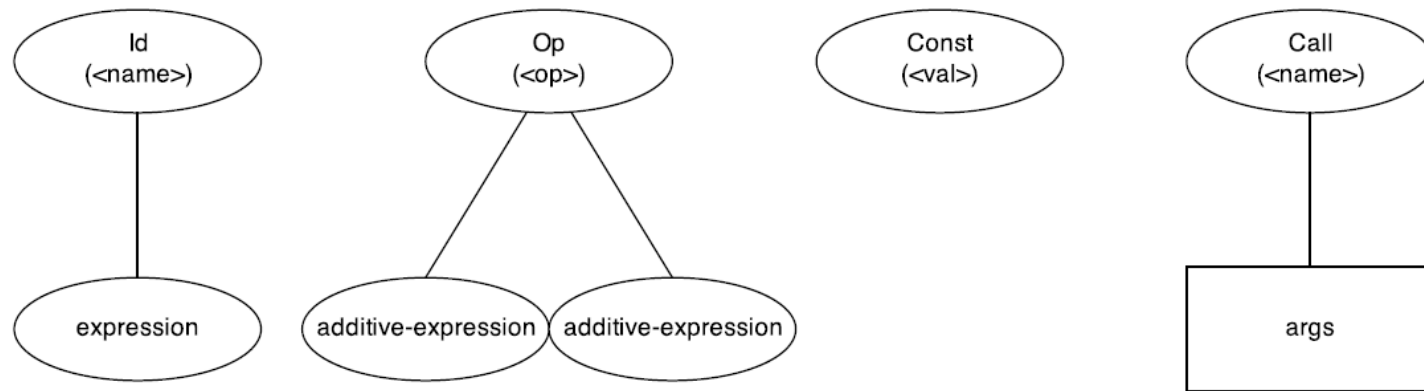 Id
(<name>)
Op
(<op>)
Const
(<val>)
Call
(<name>)
expression
additive-expression
additive-expression
args